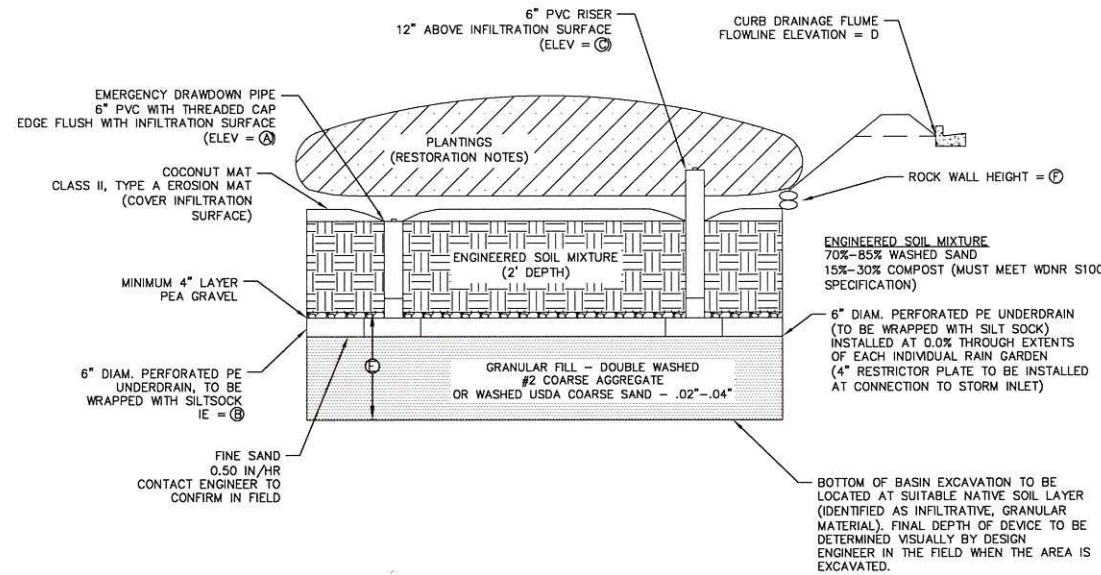 6" PVC RISER
12" ABOVE INFILTRATION SURFACE
(ELEV = Ⓒ)
CURB DRAINAGE FLUME
FLOWLINE ELEVATION = D
EMERGENCY DRAWDOWN PIPE
6" PVC WITH THREADED CAP
EDGE FLUSH WITH INFILTRATION SURFACE
(ELEV = Ⓐ)
PLANTINGS
(RESTORATION NOTES)
COCONUT MAT
CLASS II, TYPE A EROSION MAT
(COVER INFILTRATION
SURFACE)
ROCK WALL HEIGHT = Ⓕ
ENGINEERED SOIL MIXTURE
70%-85% WASHED SAND
15%-30% COMPOST (MUST MEET WDNR S100
SPECIFICATION)
ENGINEERED SOIL MIXTURE
(2' DEPTH)
MINIMUM 4" LAYER
PEA GRAVEL
6" DIAM. PERFORATED PE UNDERDRAIN
(TO BE WRAPPED WITH SILT SOCK)
INSTALLED AT 0.0% THROUGH EXTENTS
OF EACH INDIVIDUAL RAIN GARDEN
(4" RESTRICTOR PLATE TO BE INSTALLED
AT CONNECTION TO STORM INLET)
6" DIAM. PERFORATED PE
UNDERDRAIN, TO BE
WRAPPED WITH SILTSOCK
IE = Ⓑ
Ⓔ
GRANULAR FILL - DOUBLE WASHED
#2 COARSE AGGREGATE
OR WASHED USDA COARSE SAND - .02"-.04"
FINE SAND
0.50 IN/HR
CONTACT ENGINEER TO
CONFIRM IN FIELD
BOTTOM OF BASIN EXCAVATION TO BE
LOCATED AT SUITABLE NATIVE SOIL LAYER
(IDENTIFIED AS INFILTRATIVE, GRANULAR
MATERIAL). FINAL DEPTH OF DEVICE TO BE
DETERMINED VISUALLY BY DESIGN
ENGINEER IN THE FIELD WHEN THE AREA IS
EXCAVATED.